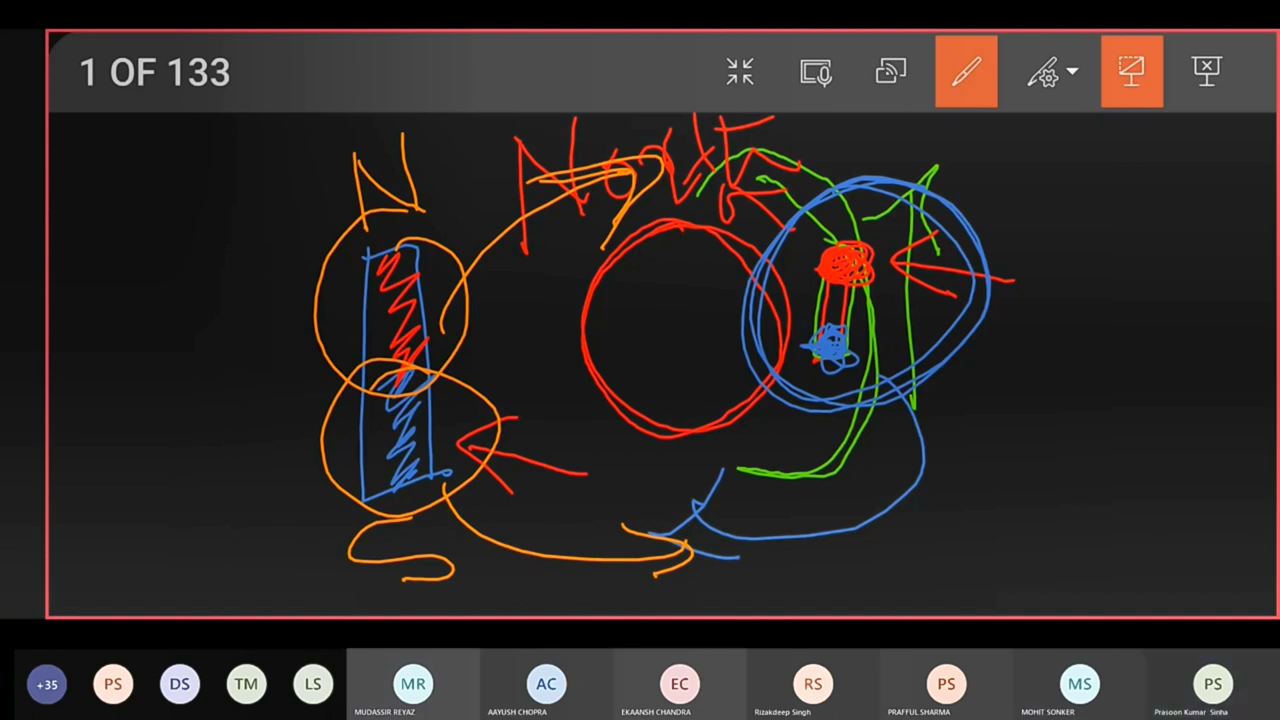 1 OF 133
N
North
S
+35 PS DS TM LS MR AC EC RS PS MS PS
MUDASSIR REYAZ AAYUSH CHOPRA EKAANSH CHANDRA Rizakdeep Singh PRAFFUL SHARMA MOHIT SONKER Prasoon Kumar Sinha